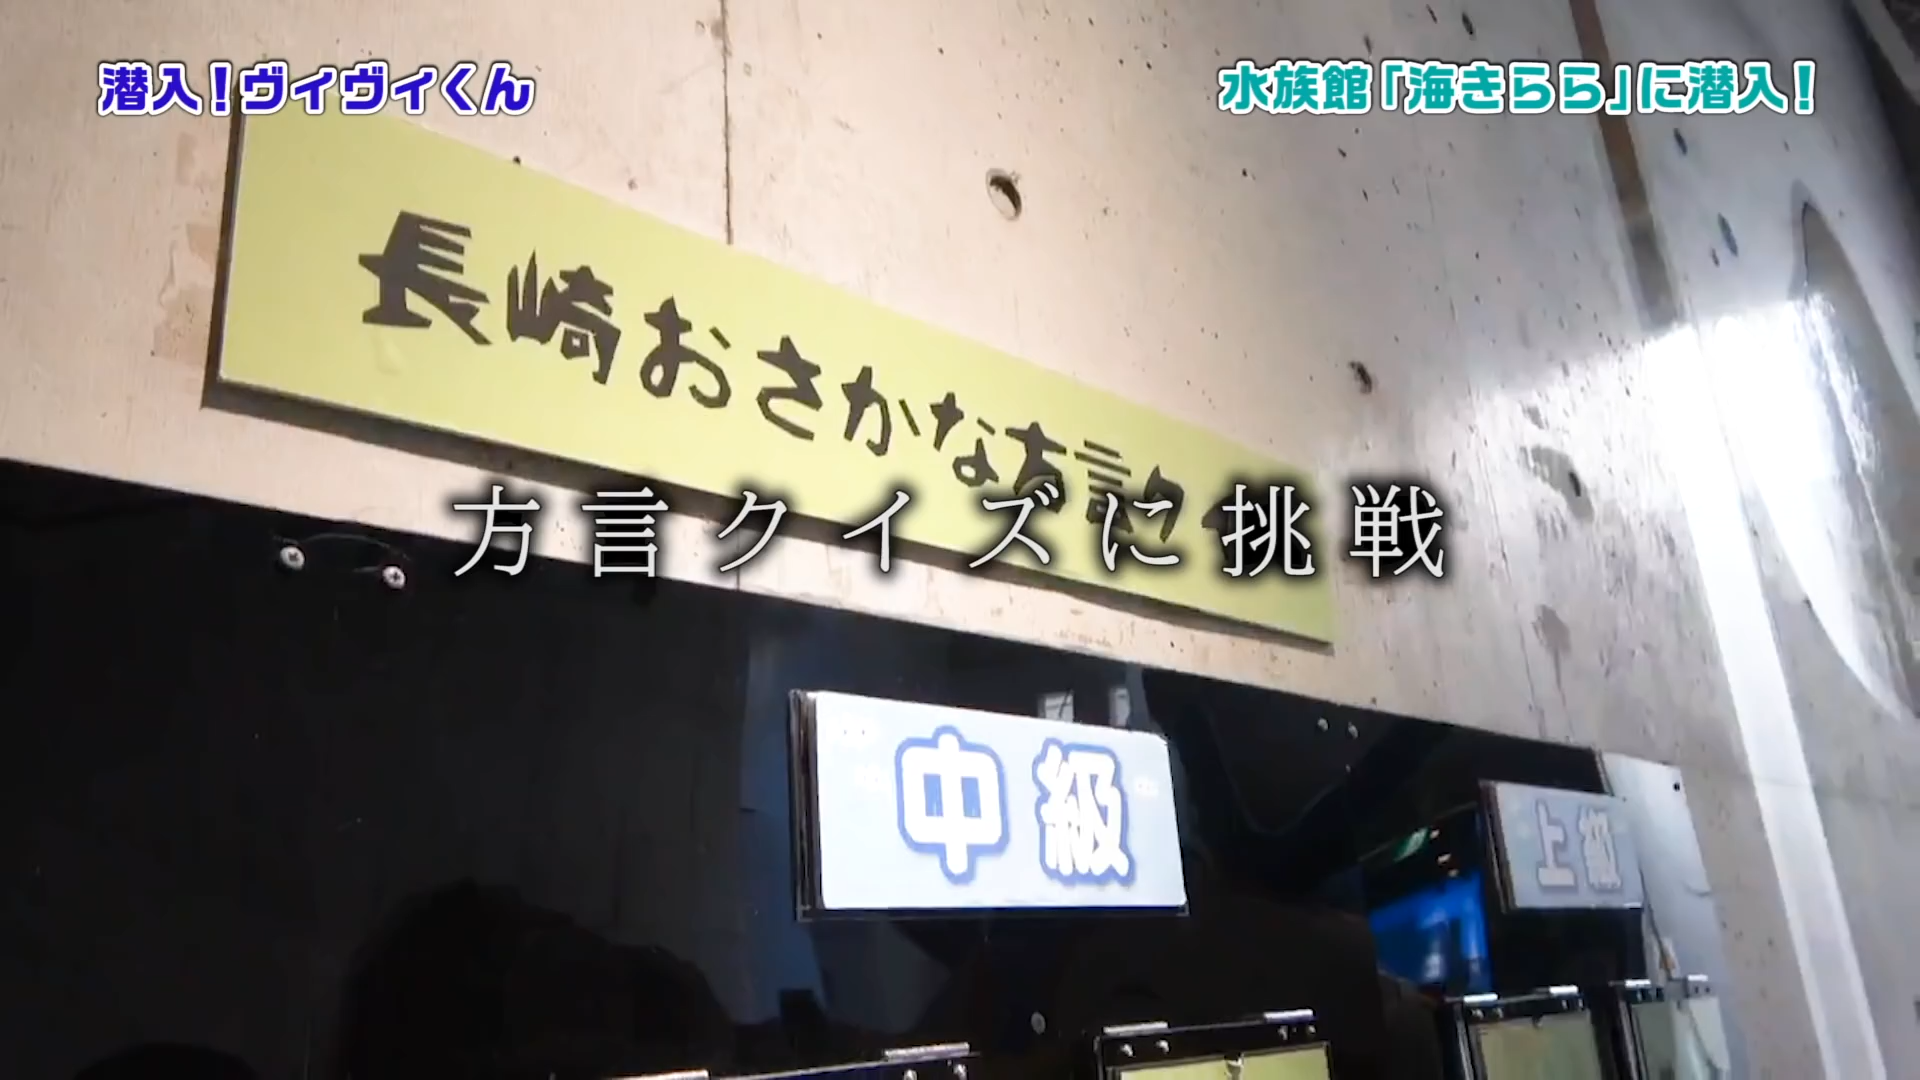 潜入！ヴィヴィくん
水族館「海きらら」に潜入！
長崎おさかな方言ク
方言クイズに挑戦
中級
上級